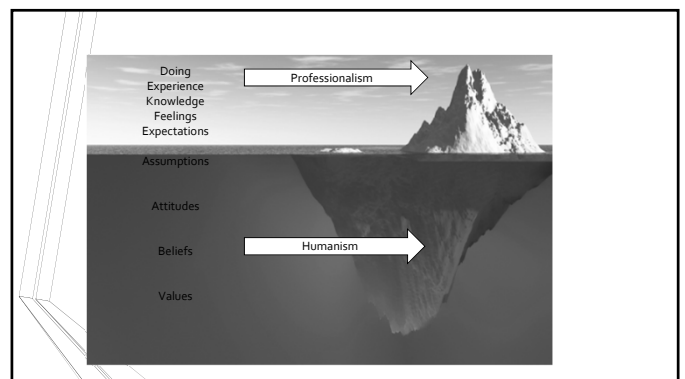 Doing
Experience
Knowledge
Feelings
Expectations
Professionalism
Assumptions
Attitudes
Beliefs
Values
Humanism